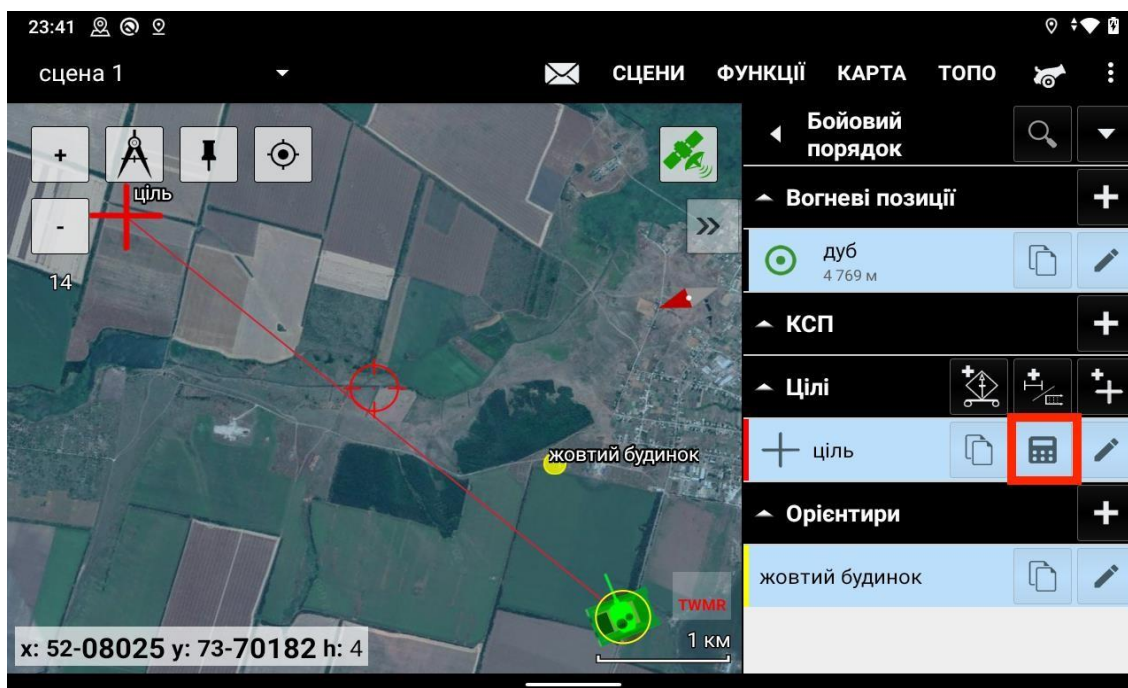 23:41
сцена 1
СЦЕНИ ФУНКЦІЇ КАРТА ТОПО
+
-
14
ціль
жовтий будинок
TWMR
1 км
x: 52-08025 y: 73-70182 h: 4
Бойовий
порядок
Вогневі позиції
дуб
4 769 м
КСП
Цілі
ціль
Орієнтири
жовтий будинок